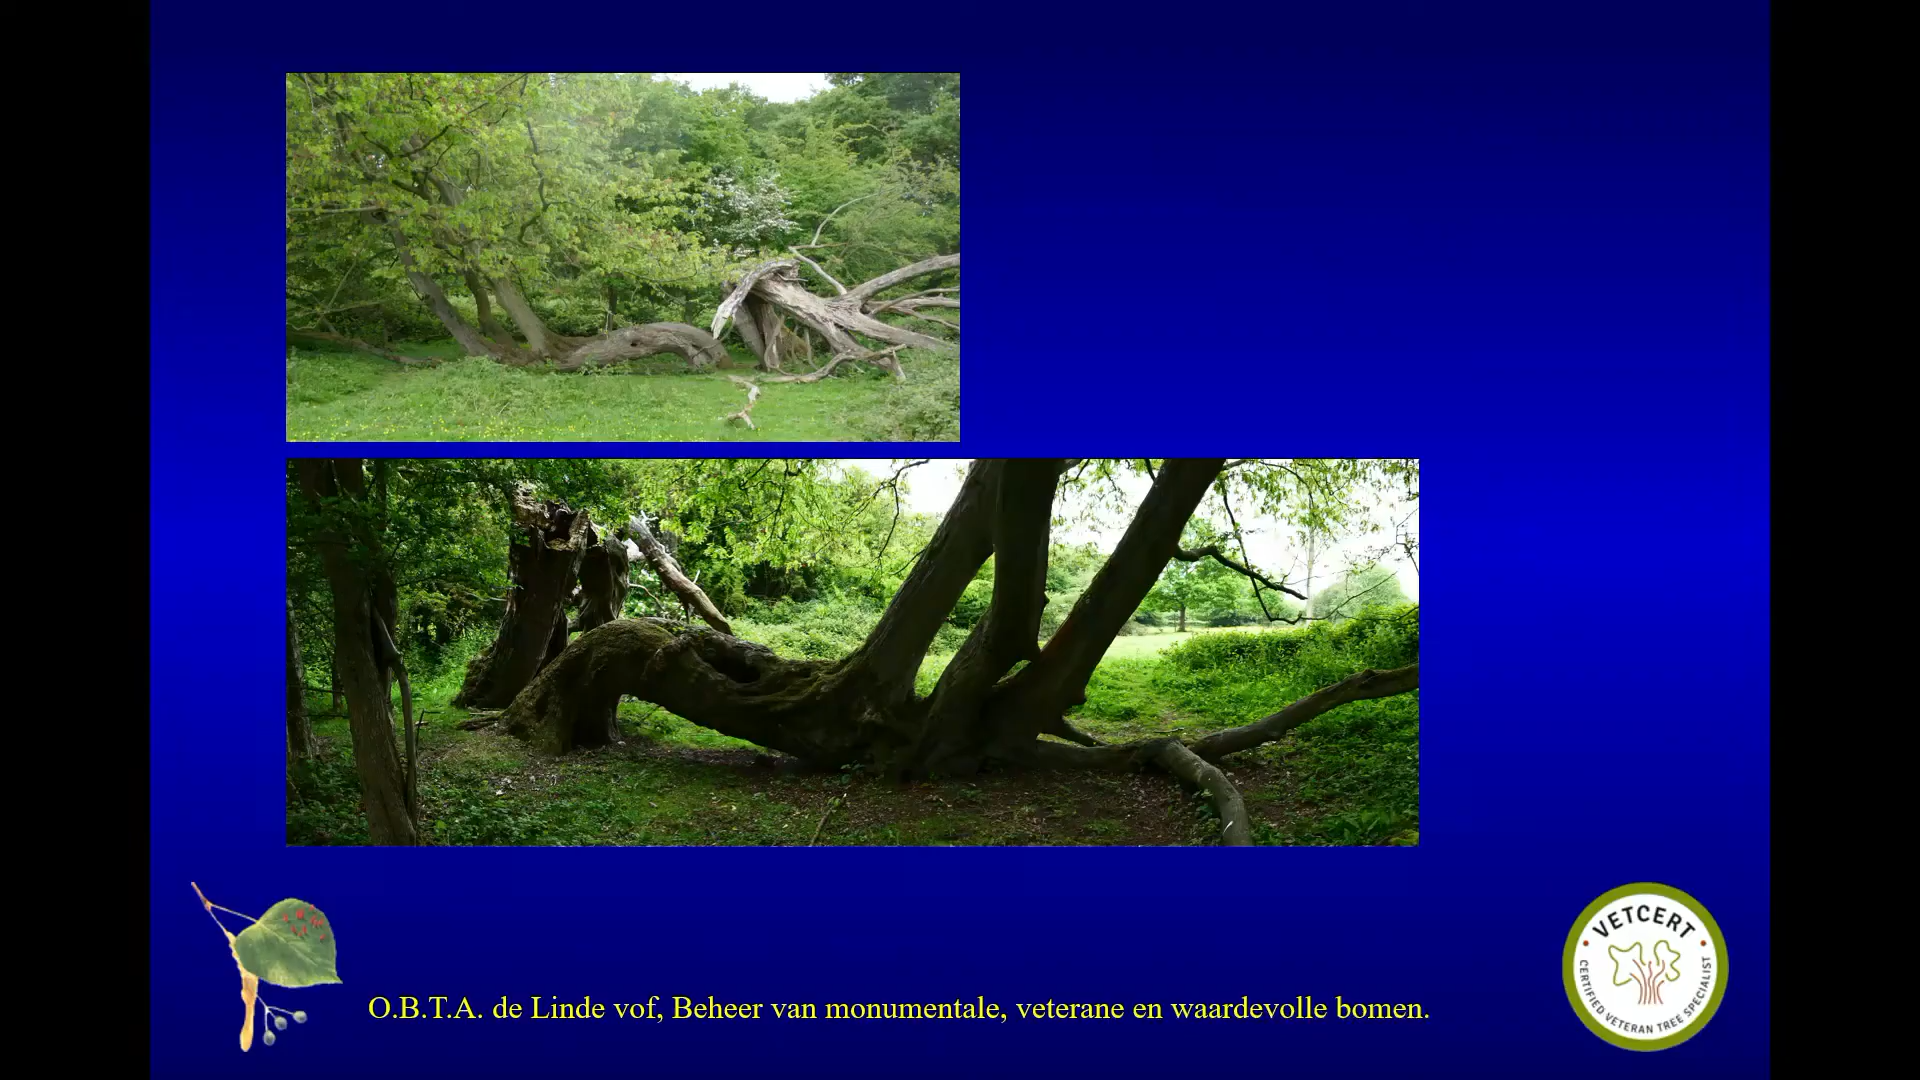 VETCERT
CERTIFIED VETERAN TREE SPECIALIST
O.B.T.A. de Linde vof, Beheer van monumentale, veterane en waardevolle bomen.